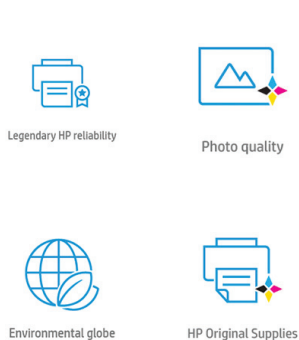 Legendary HP reliability
Photo quality
Environmental globe
HP Original Supplies